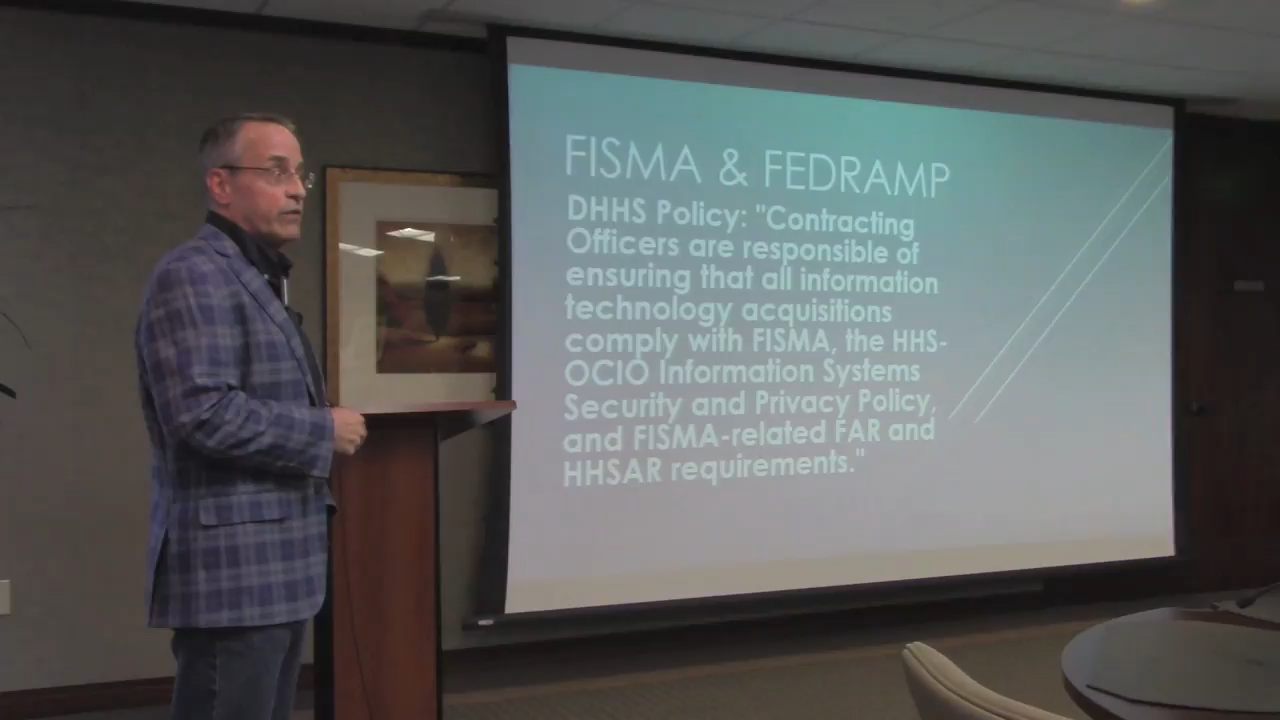 FISMA & FEDRAMP
DHHS Policy: "Contracting
Officers are responsible of
ensuring that all information
technology acquisitions
comply with FISMA, the HHS-
OCIO Information Systems
Security and Privacy Policy,
and FISMA-related FAR and
HHSAR requirements."